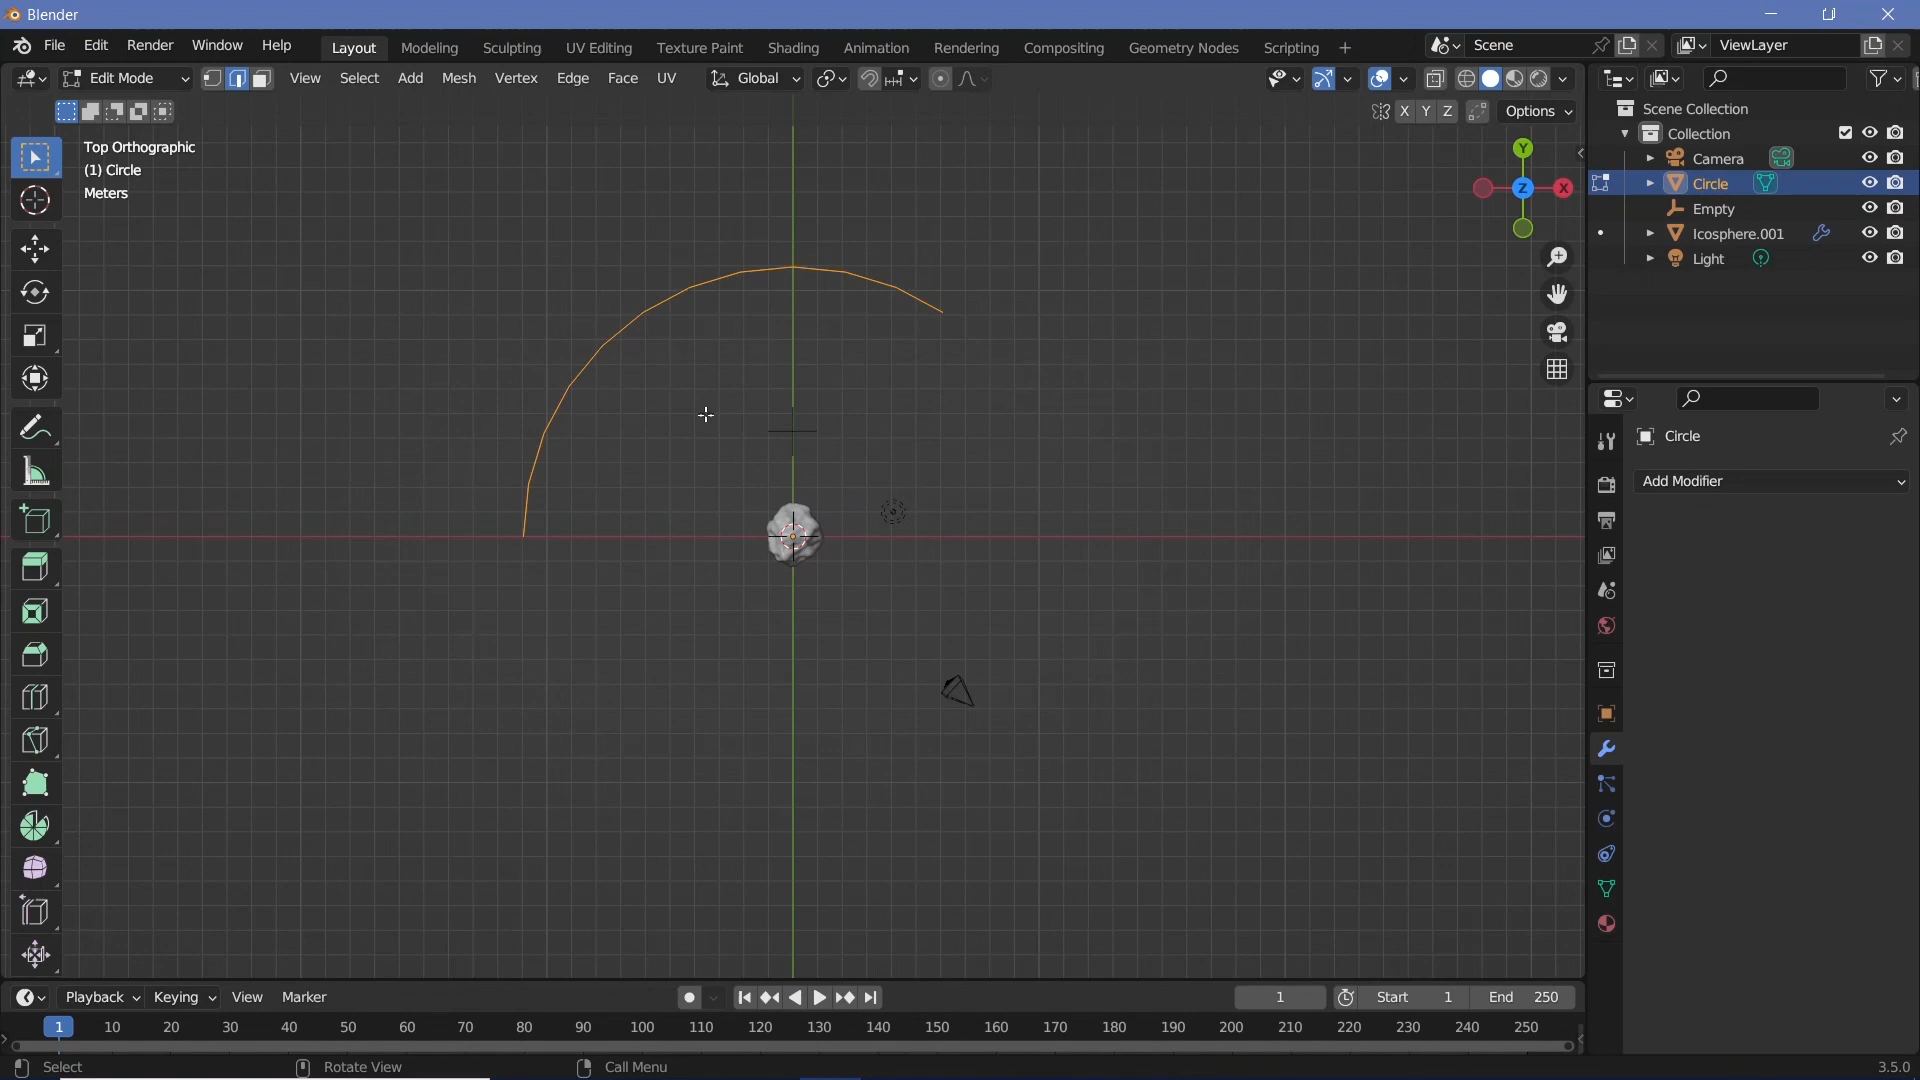 Blender
File Edit Render Window Help Layout Modeling Sculpting UV Editing Texture Paint Shading Animation Rendering Compositing Geometry Nodes Scripting + Scene ViewLayer
Edit Mode View Select Add Mesh Vertex Edge Face UV Global
X Y Z Options
Top Orthographic
(1) Circle
Meters
Y
Z X
Scene Collection
Collection
Camera
Circle
Empty
Icosphere.001
Light
Circle
Add Modifier
Playback Keying View Marker 1 Start 1 End 250
1 10 20 30 40 50 60 70 80 90 100 110 120 130 140 150 160 170 180 190 200 210 220 230 240 250
Select Rotate View Call Menu 3.5.0